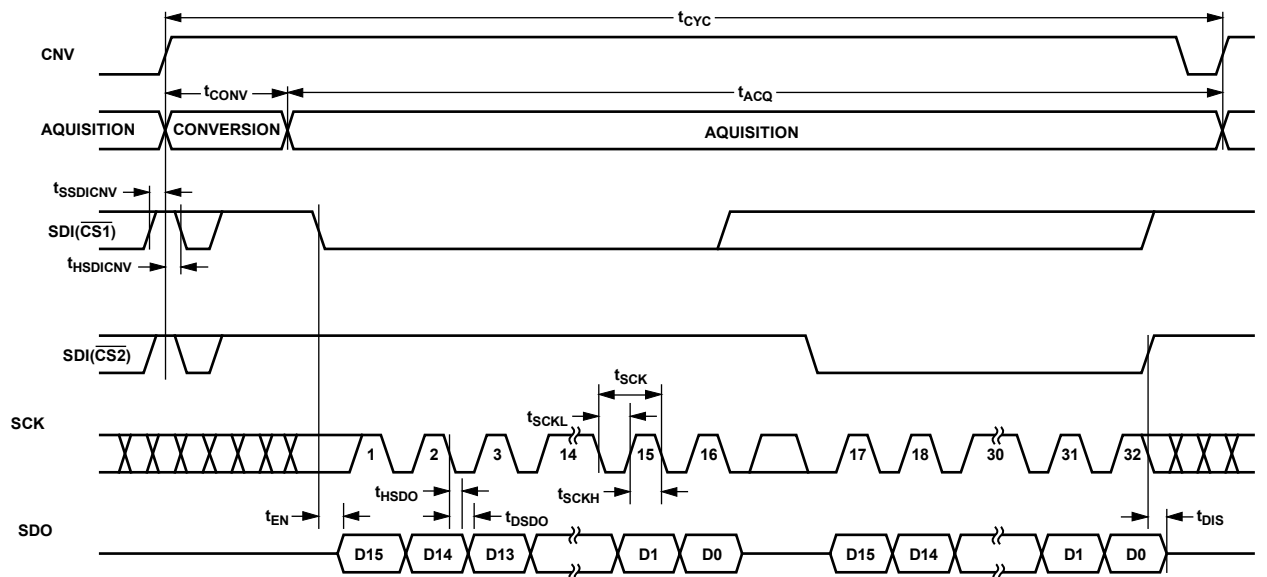 tCYC
CNV
tCONV
tACQ
AQUISITION CONVERSION AQUISITION
tSSDICNV
SDI(CS1)
tHSDICNV
SDI(CS2)
tSCK
tSCKL
SCK
1 2 3 14 15 16 17 18 30 31 32
tHSDO
tSCKH
tEN
tDSDO
tDIS
SDO
D15 D14 D13 D1 D0 D15 D14 D1 D0